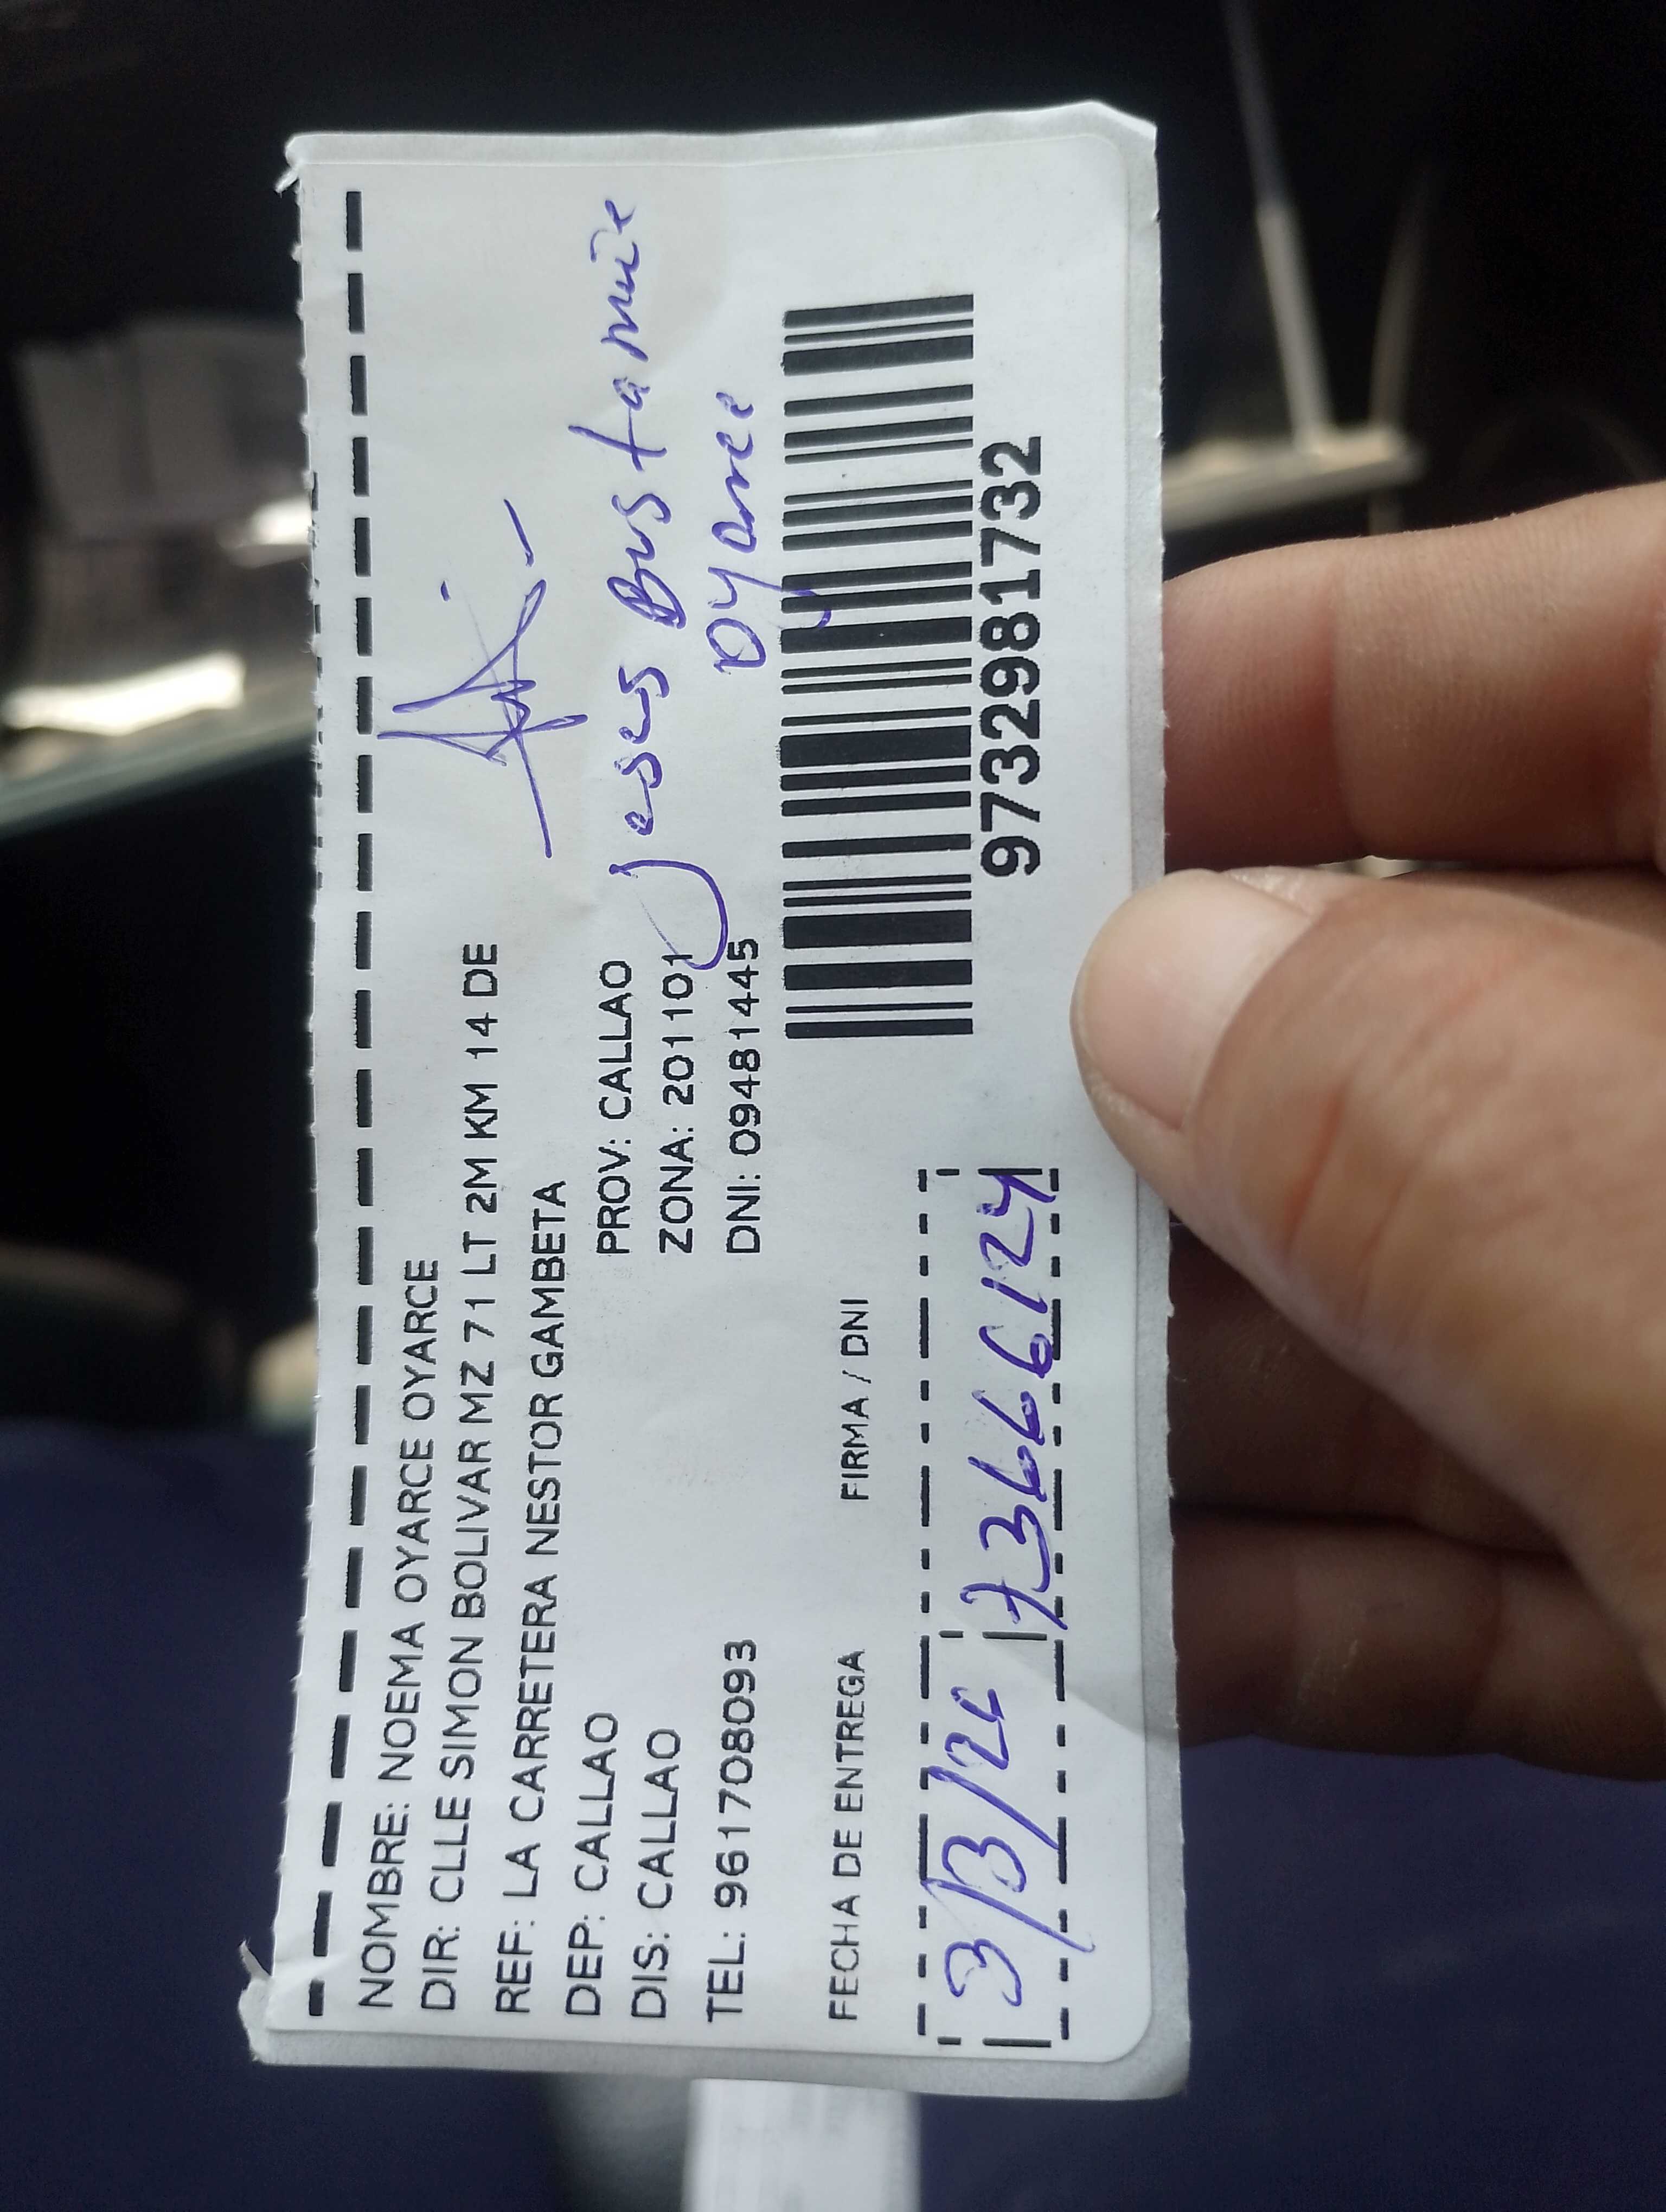 NOMBRE: NOEMA OYARCE OYARCE
DIR: CLLE SIMON BOLIVAR MZ 71 LT 2M KM 14 DE
REF: LA CARRETERA NESTOR GAMBETA
DEP: CALLAO PROV: CALLAO
DIS: CALLAO ZONA: 2011101
TEL: 961708093 DNI: 09481445
Jesus Bustamie
Oyarce
FECHA DE ENTREGA FIRMA / DNI
3/3/24 73666124
9732981732